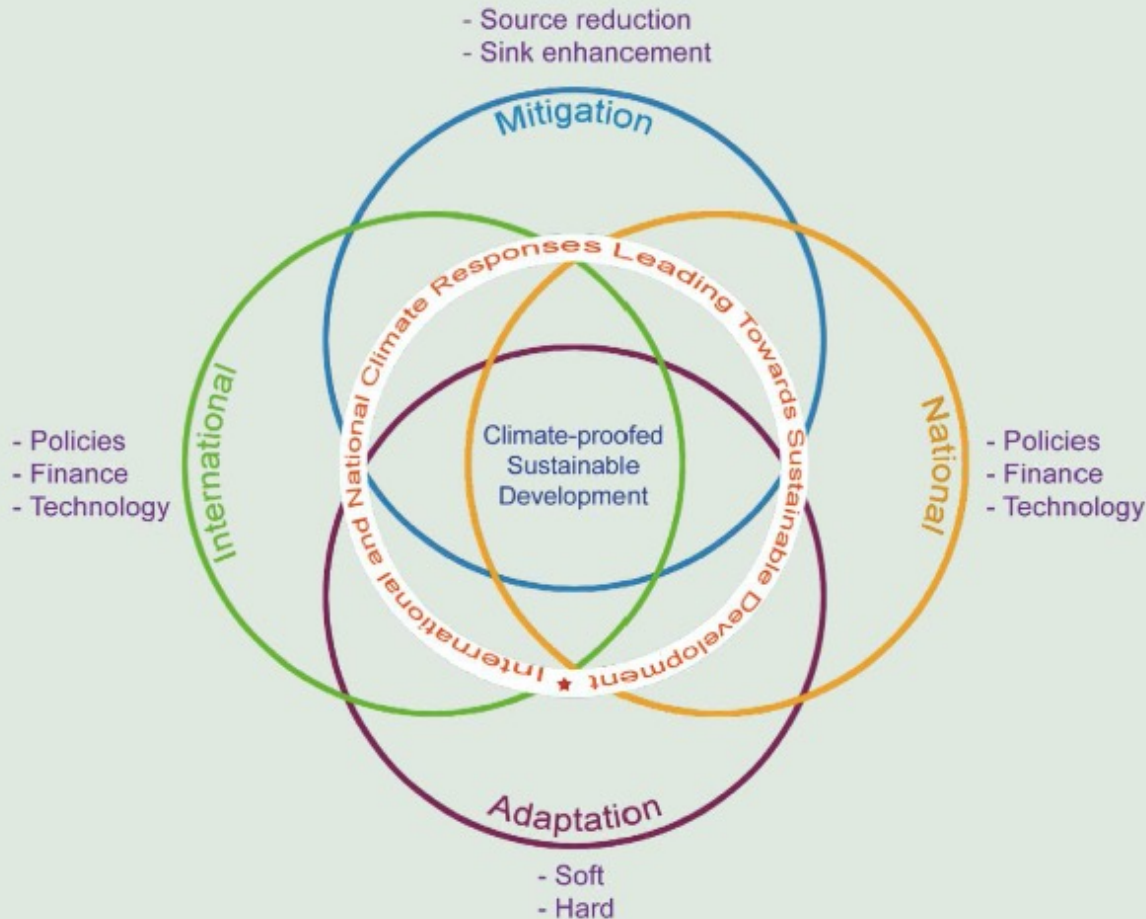 - Source reduction
- Sink enhancement
Mitigation
International and National Climate Responses Leading Towards Sustainable Development
International
- Policies
- Finance
- Technology
Climate-proofed
Sustainable
Development
National
- Policies
- Finance
- Technology
Adaptation
- Soft
- Hard